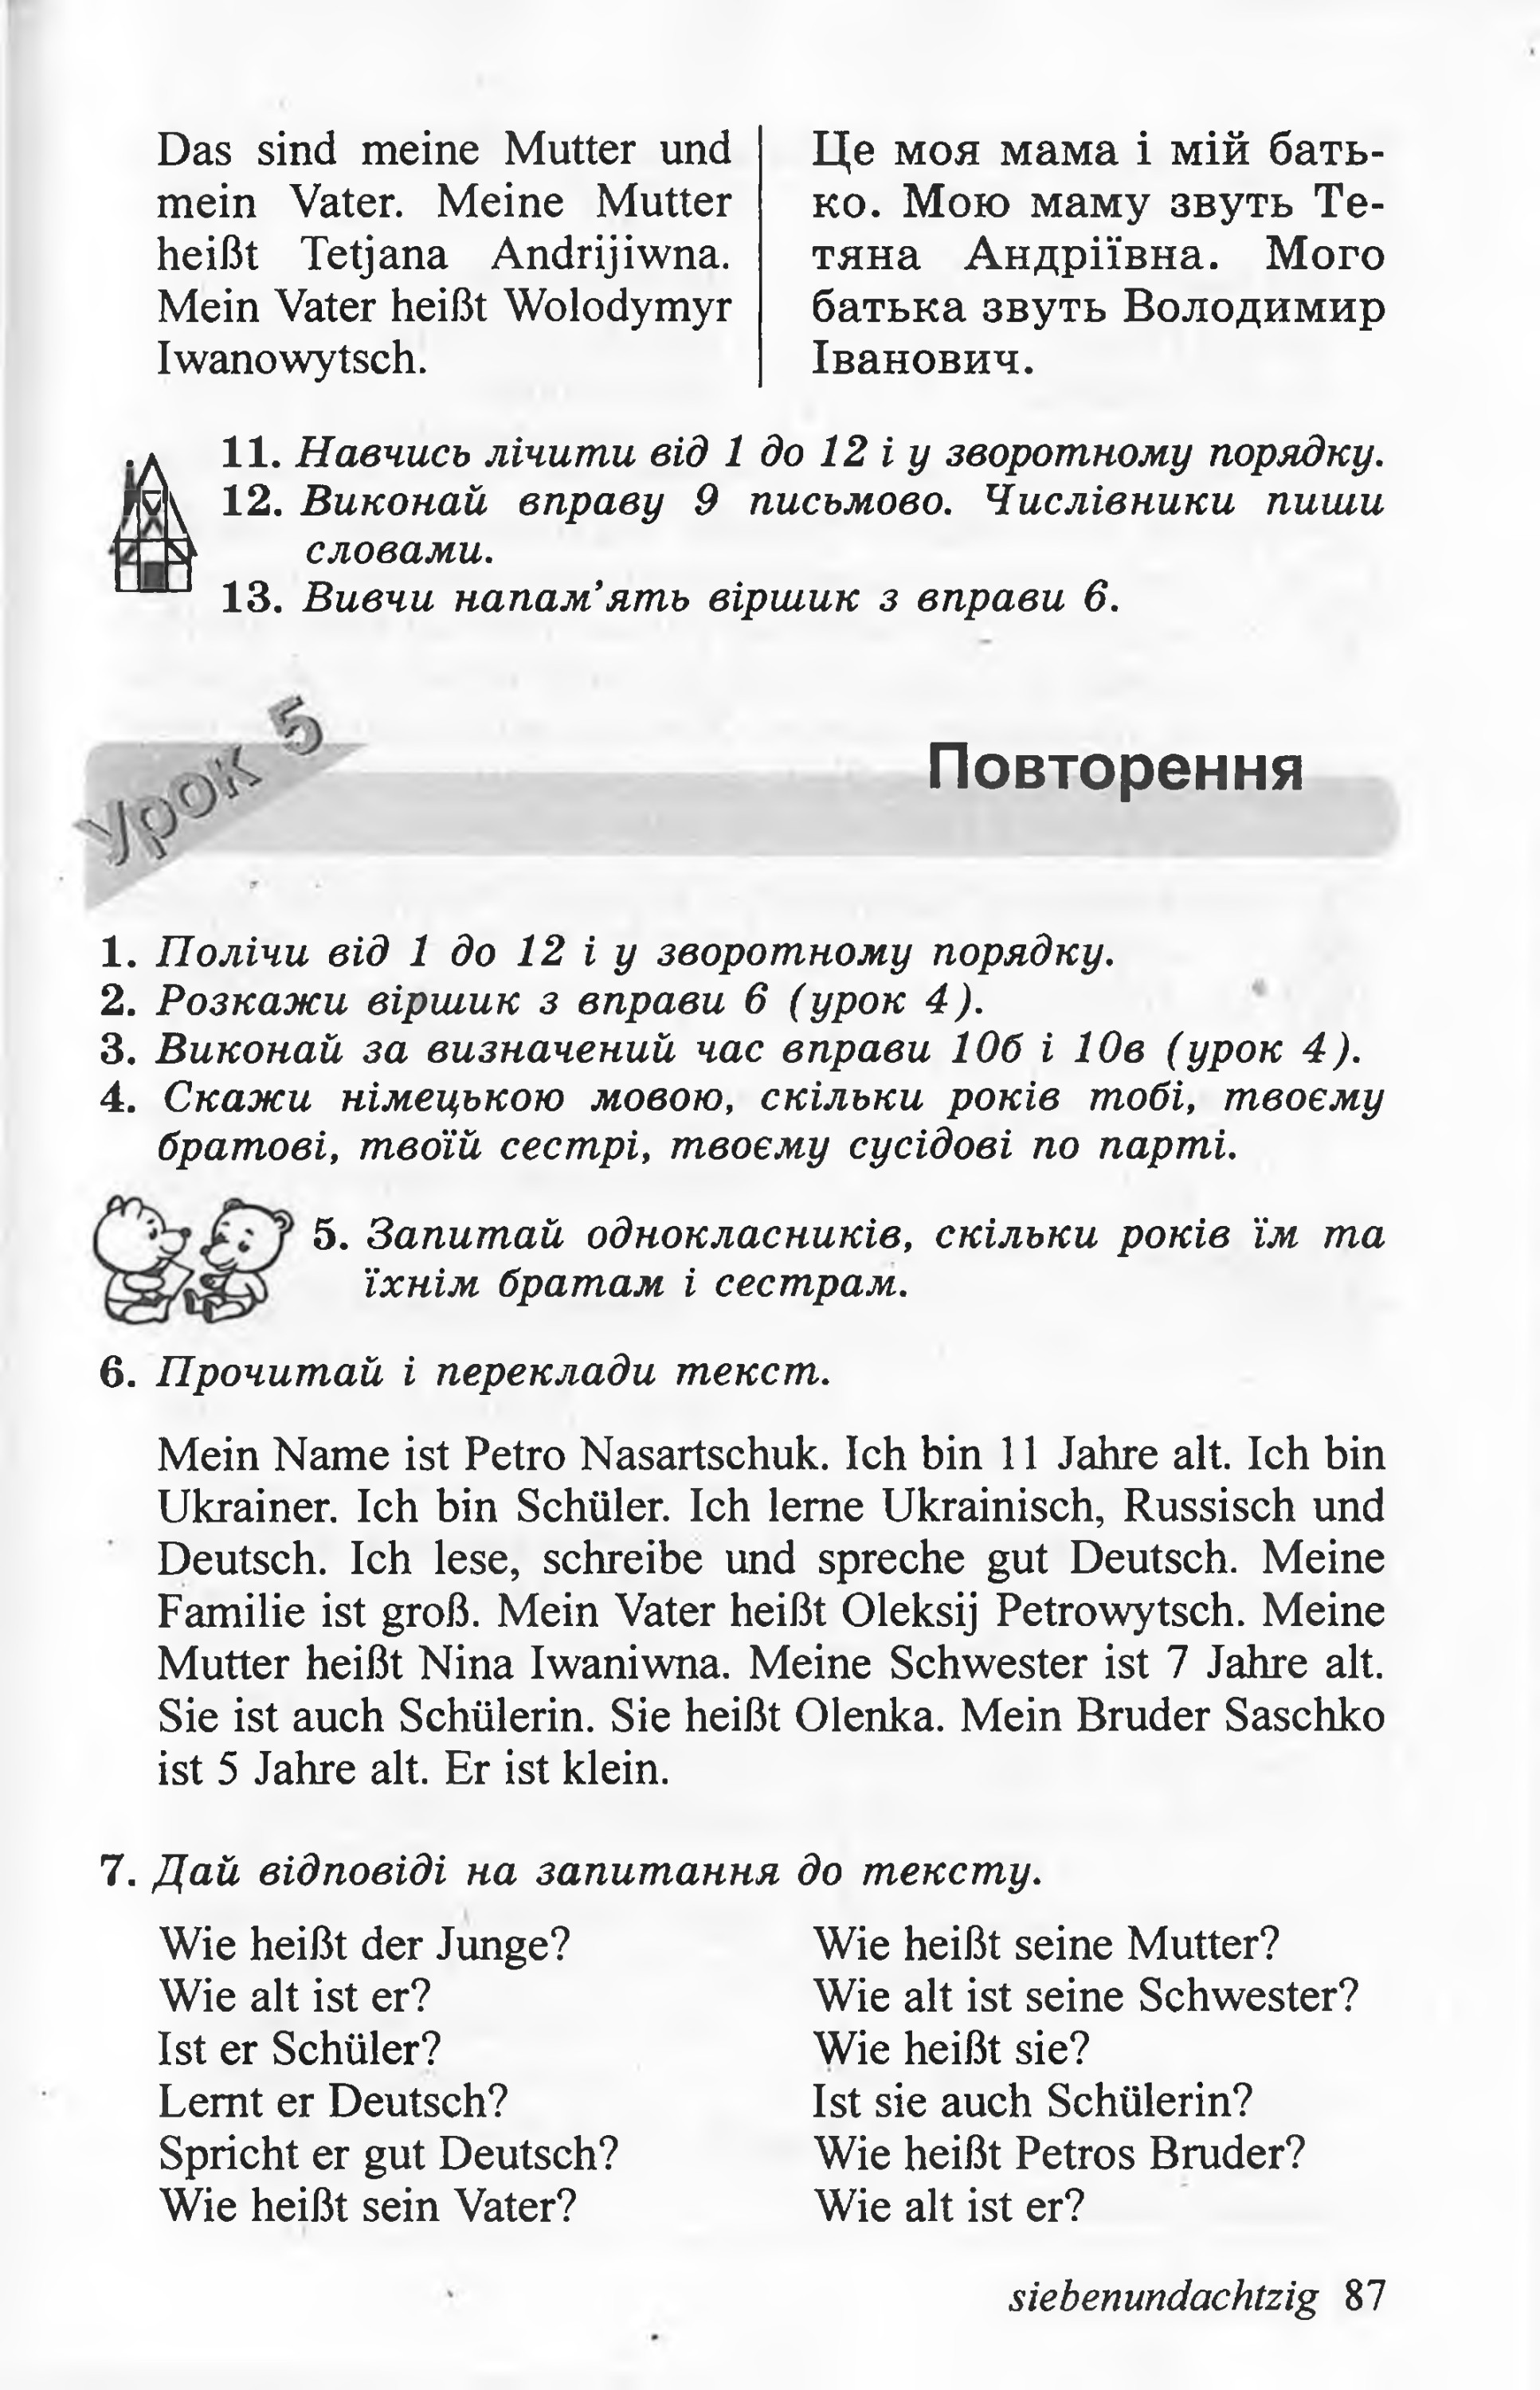 Das sind meine Mutter und
mein Vater. Meine Mutter
heißt Tetjana Andrijiwna.
Mein Vater heißt Wolodymyr
Iwanowytsch.
Це моя мама і мій бать-
ко. Мою маму звуть Те-
тяна Андріївна. Мого
батька звуть Володимир
Іванович.
11. Навчись лічити від 1 до 12 і у зворотному порядку.
12. Виконай вправу 9 письмово. Числівники пиши
словами.
13. Вивчи напам’ять віршик з вправи 6.
Урок 5
Повторення
1. Полічи від 1 до 12 і у зворотному порядку.
2. Розкажи віршик з вправи 6 (урок 4).
3. Виконай за визначений час вправи 10б і 10в (урок 4).
4. Скажи німецькою мовою, скільки років тобі, твоєму
братові, твоїй сестрі, твоєму сусідові по парті.
5. Запитай однокласників, скільки років їм та
їхнім братам і сестрам.
6. Прочитай і переклади текст.
Mein Name ist Petro Nasartschuk. Ich bin 11 Jahre alt. Ich bin
Ukrainer. Ich bin Schüler. Ich lerne Ukrainisch, Russisch und
Deutsch. Ich lese, schreibe und spreche gut Deutsch. Meine
Familie ist groß. Mein Vater heißt Oleksij Petrowytsch. Meine
Mutter heißt Nina Iwaniwna. Meine Schwester ist 7 Jahre alt.
Sie ist auch Schülerin. Sie heißt Olenka. Mein Bruder Saschko
ist 5 Jahre alt. Er ist klein.
7. Дай відповіді на запитання до тексту.
Wie heißt der Junge?
Wie alt ist er?
Ist er Schüler?
Lernt er Deutsch?
Spricht er gut Deutsch?
Wie heißt sein Vater?
Wie heißt seine Mutter?
Wie alt ist seine Schwester?
Wie heißt sie?
Ist sie auch Schülerin?
Wie heißt Petros Bruder?
Wie alt ist er?
siebenundachtzig 87